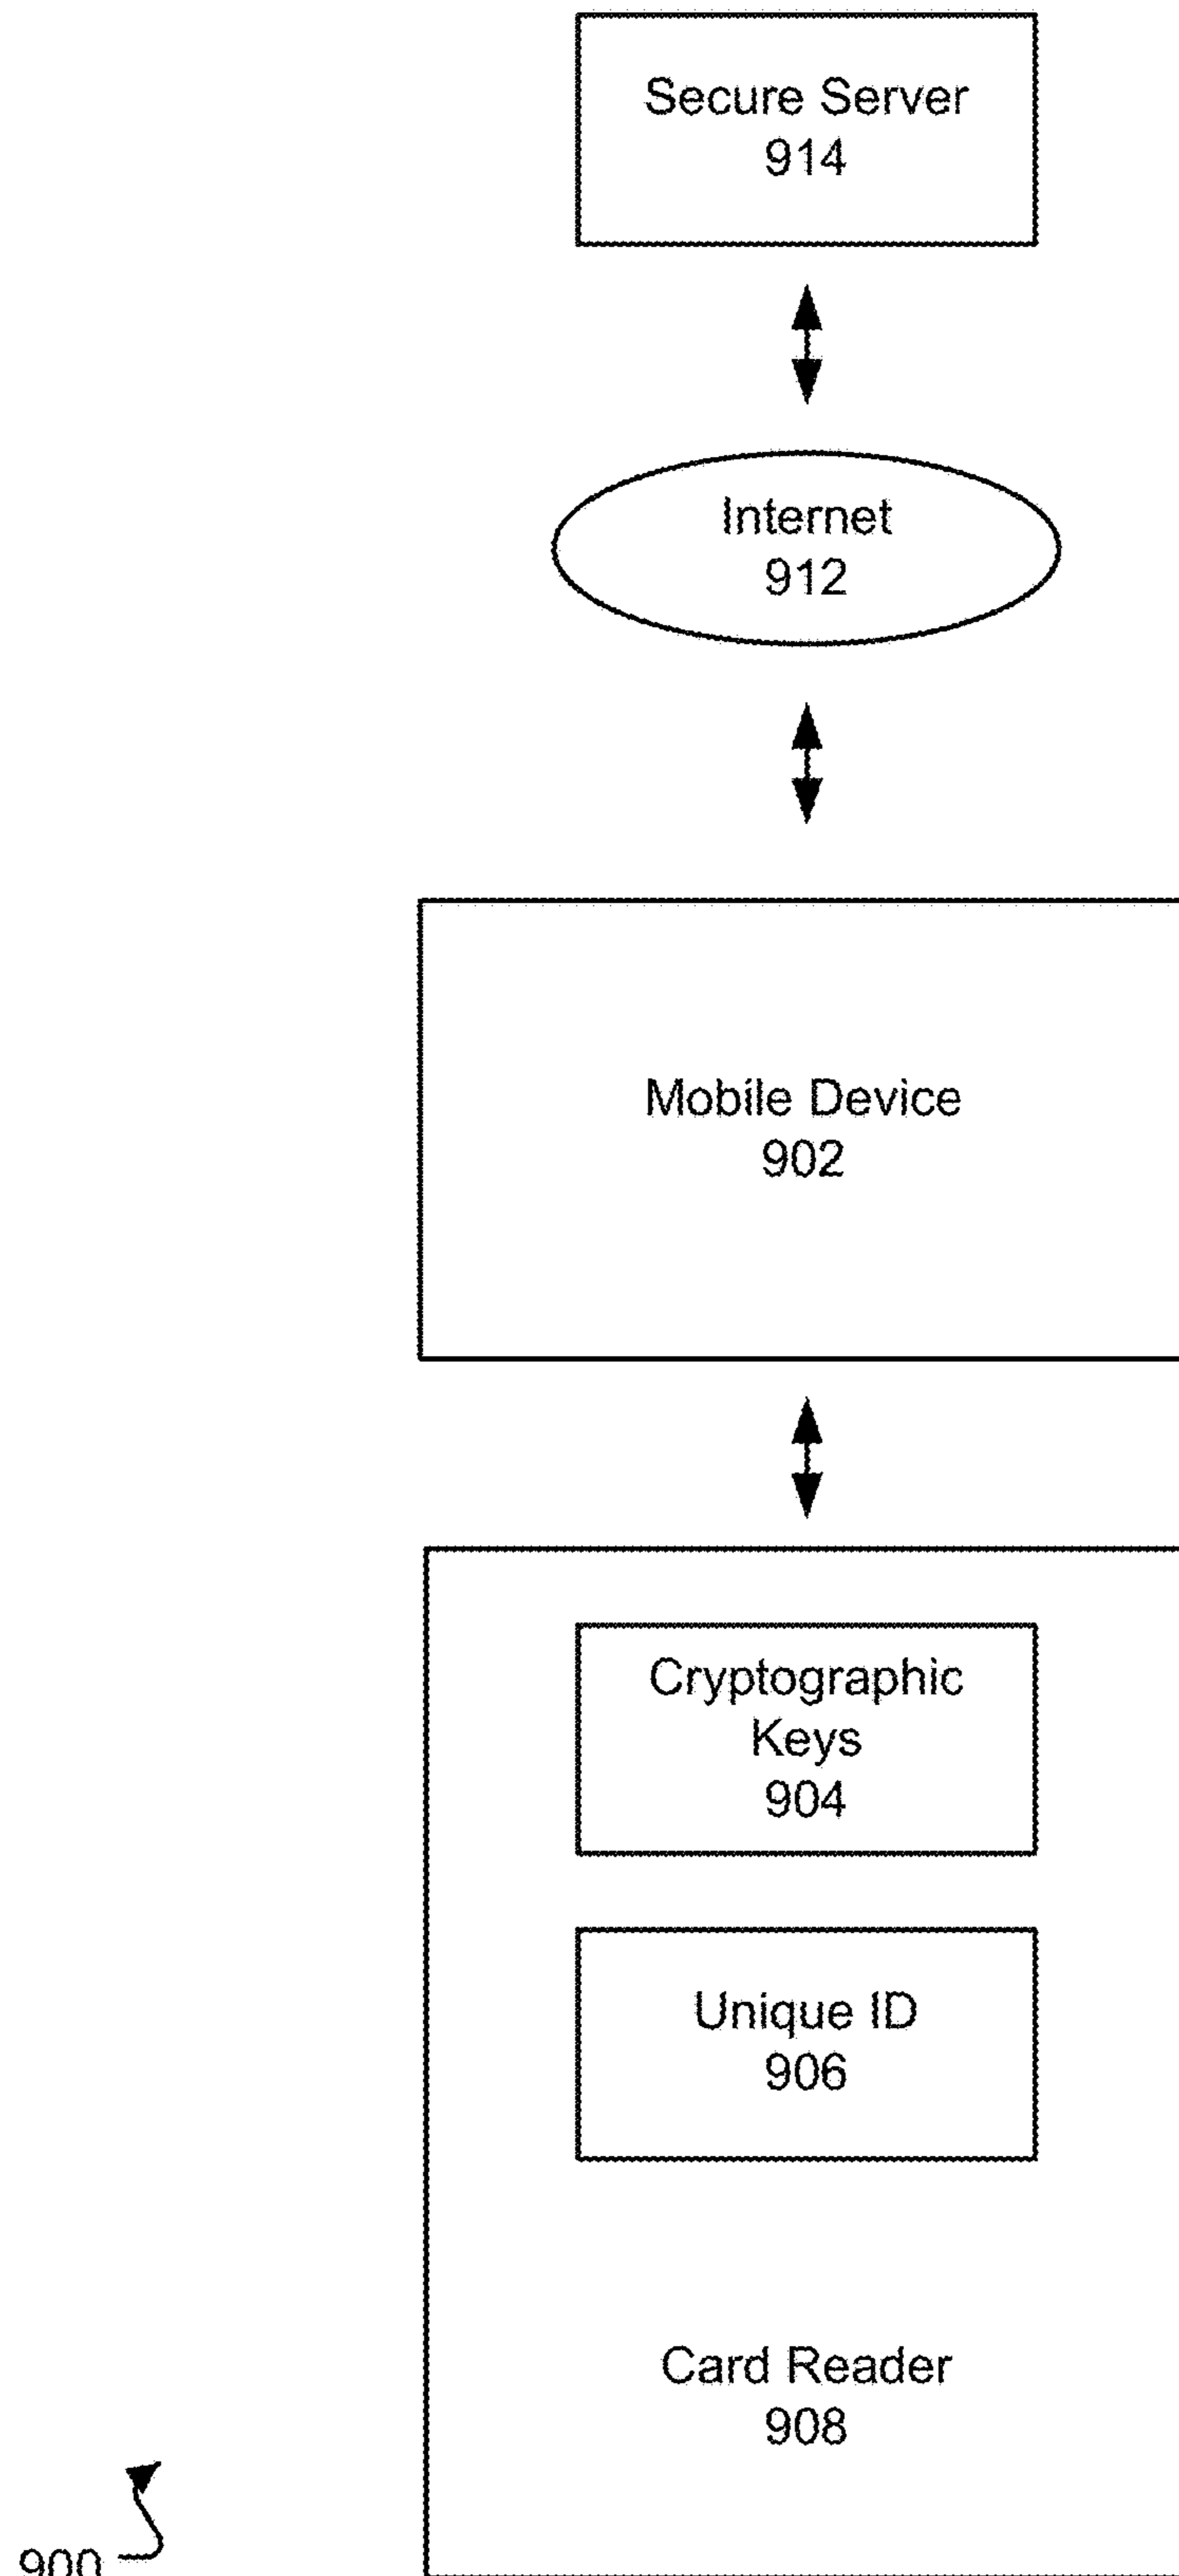 Secure Server
914
Internet
912
Mobile Device
902
Cryptographic
Keys
904
Unique ID
906
Card Reader
908
900